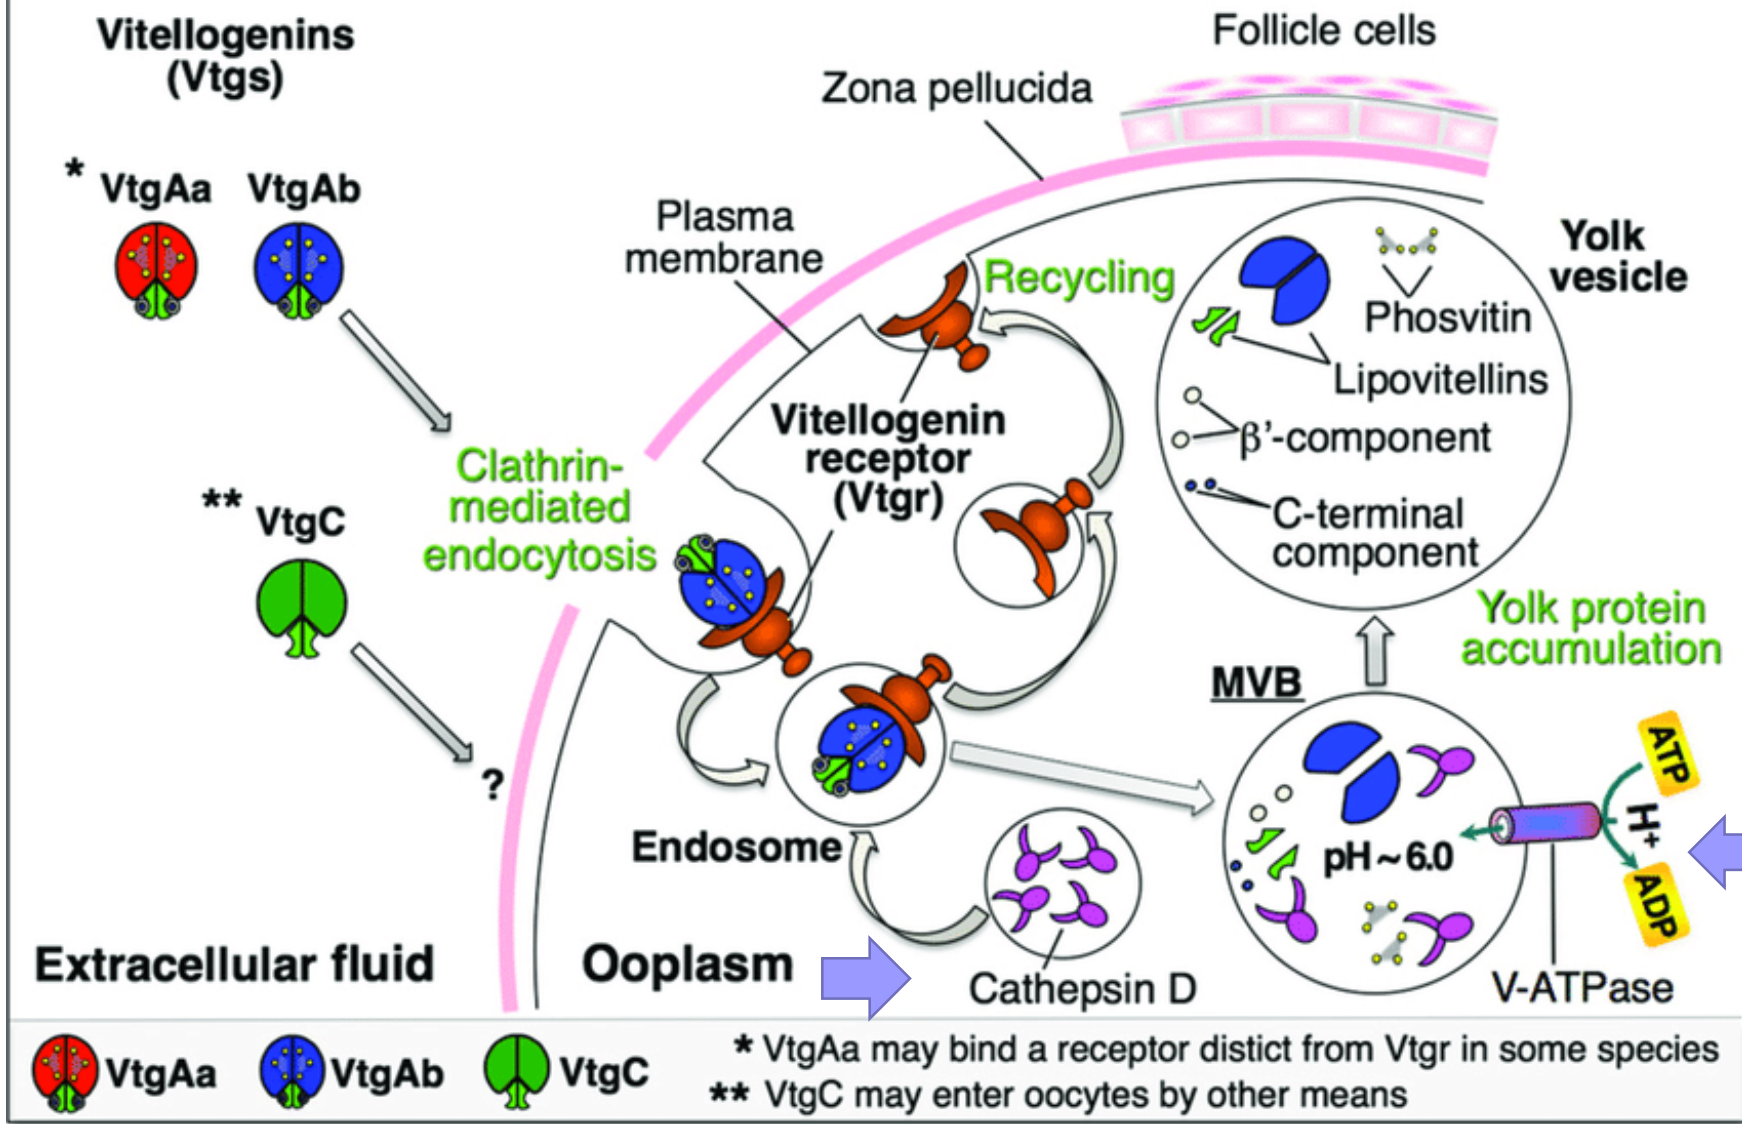 Vitellogenins
(Vtgs)
Follicle cells
Zona pellucida
* VtgAa
VtgAb
Plasma
membrane
Recycling
Yolk
vesicle
Phosvitin
Lipovitellins
β'-component
C-terminal
component
Vitellogenin
receptor
(Vtgr)
Clathrin-
mediated
endocytosis
** VtgC
?
Yolk protein
accumulation
MVB
ATP
H+
ADP
pH ~ 6.0
V-ATPase
Endosome
Cathepsin D
Extracellular fluid
Ooplasm
VtgAa
VtgAb
VtgC
* VtgAa may bind a receptor distict from Vtgr in some species
** VtgC may enter oocytes by other means